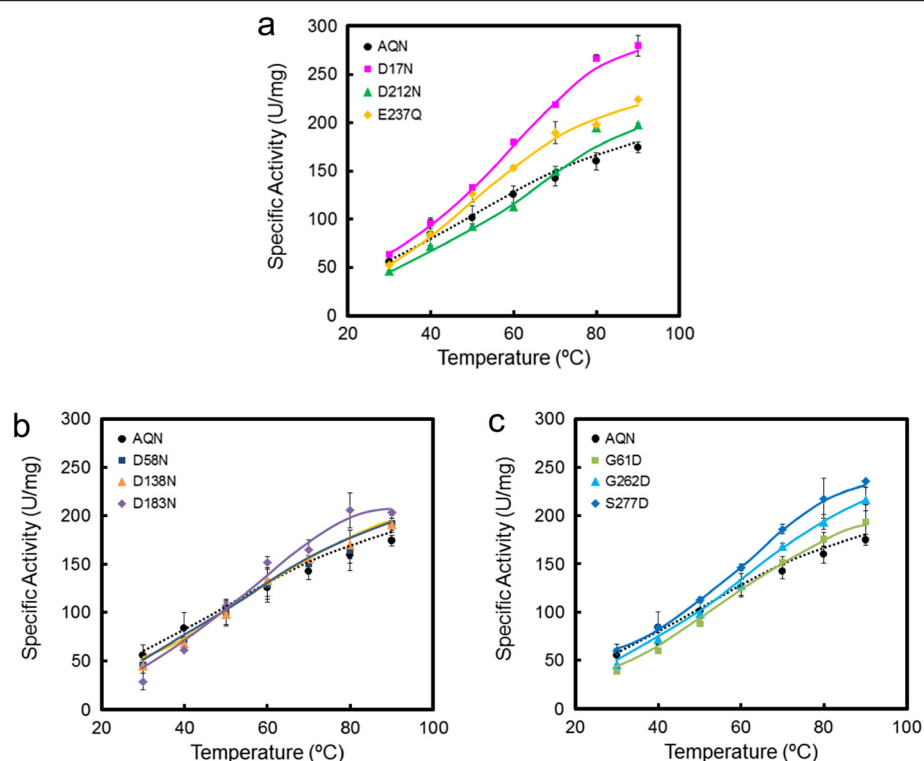 a
300
250
200
150
100
50
0
AQN
D17N
D212N
E237Q
Specific Activity (U/mg)
20 40 60 80 100
Temperature (ºC)
b
300
250
200
150
100
50
0
AQN
D58N
D138N
D183N
Specific Activity (U/mg)
20 40 60 80 100
Temperature (ºC)
c
300
250
200
150
100
50
0
AQN
G61D
G262D
S277D
Specific Activity (U/mg)
20 40 60 80 100
Temperature (ºC)